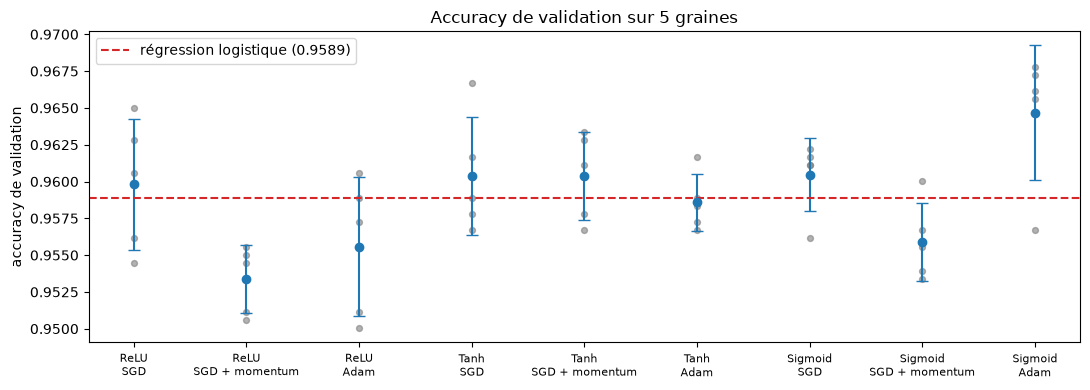 Accuracy de validation sur 5 graines
régression logistique (0.9589)
accuracy de validation
0.9700
0.9675
0.9650
0.9625
0.9600
0.9575
0.9550
0.9525
0.9500
ReLU
SGD
ReLU
SGD + momentum
ReLU
Adam
Tanh
SGD
Tanh
SGD + momentum
Tanh
Adam
Sigmoid
SGD
Sigmoid
SGD + momentum
Sigmoid
Adam